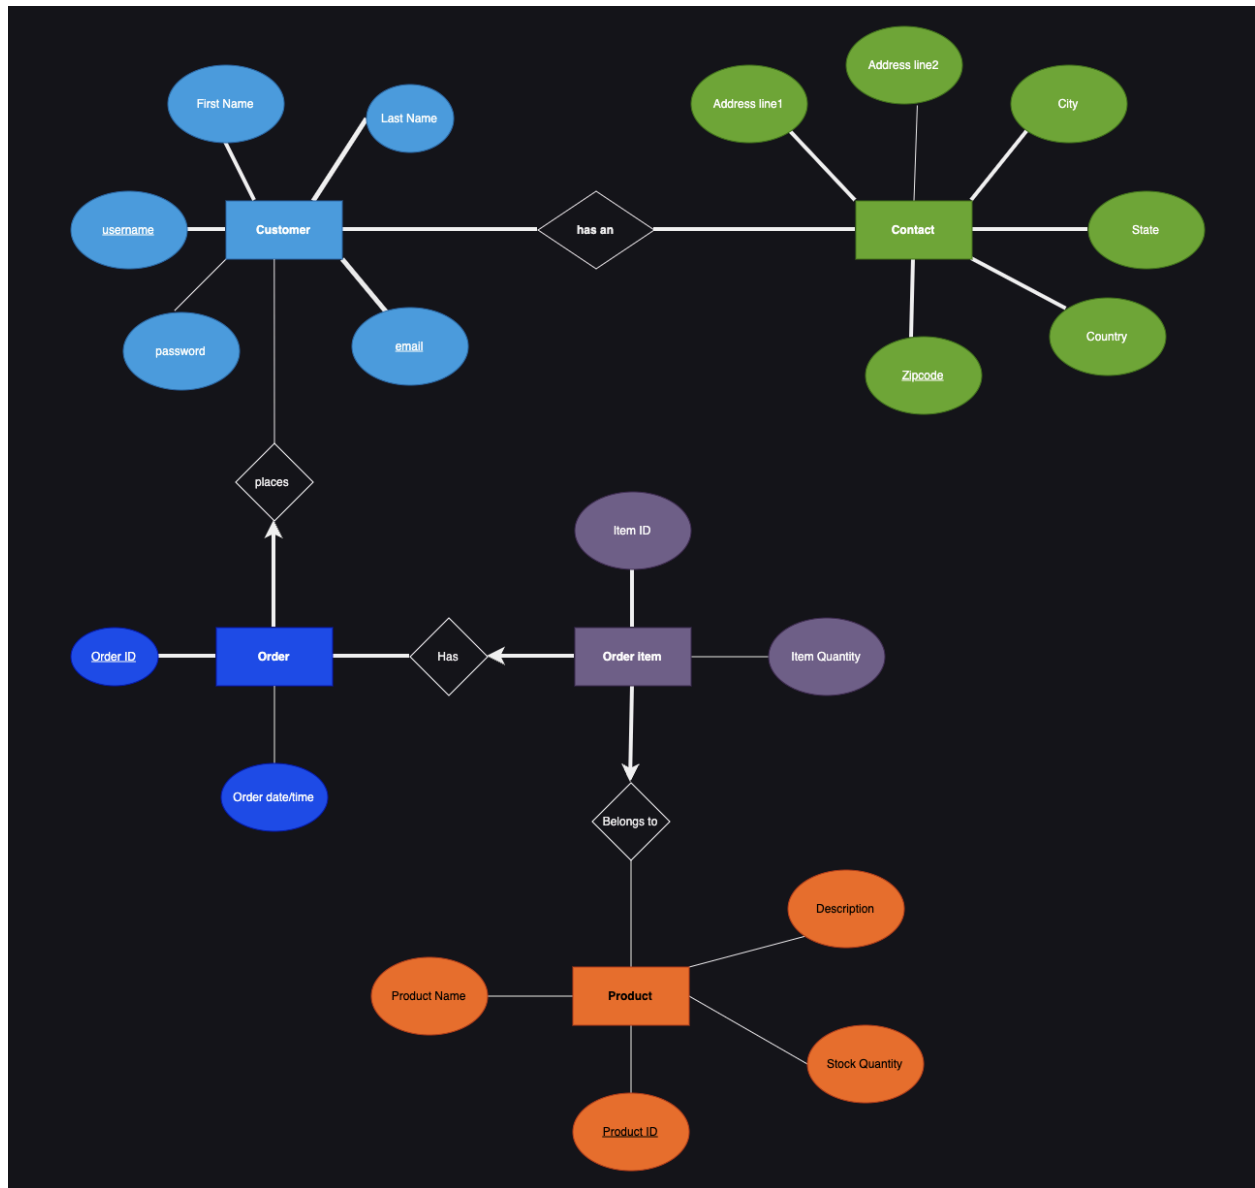 Address line2
First Name
Address line1
City
Last Name
username
Customer
has an
Contact
State
password
email
Country
Zipcode
places
Item ID
Order ID
Order
Has
Order item
Item Quantity
Order date/time
Belongs to
Description
Product Name
Product
Stock Quantity
Product ID